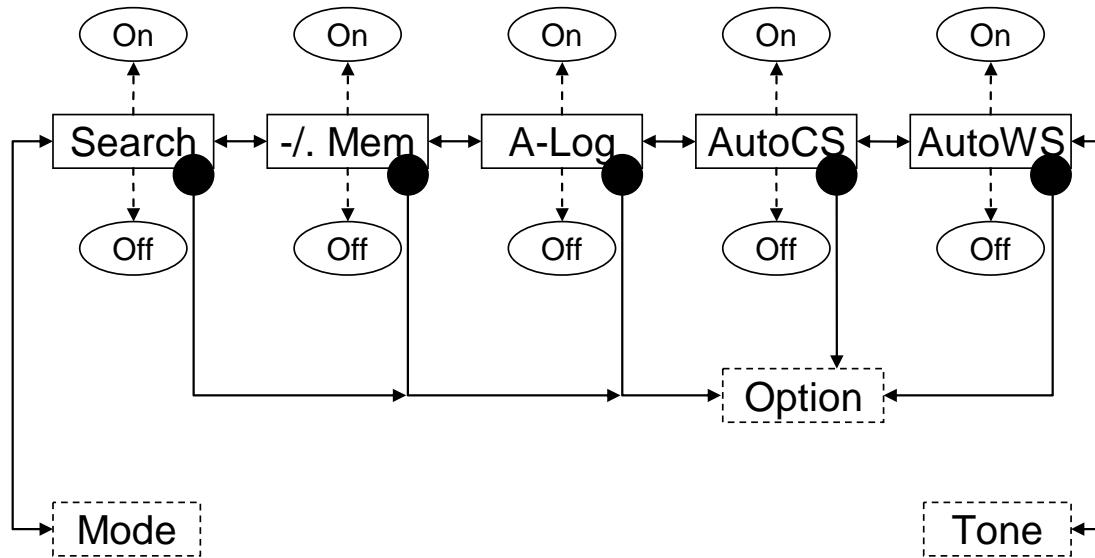 On On On On On
Search -/. Mem A-Log AutoCS AutoWS
Off Off Off Off Off
Option
Mode Tone